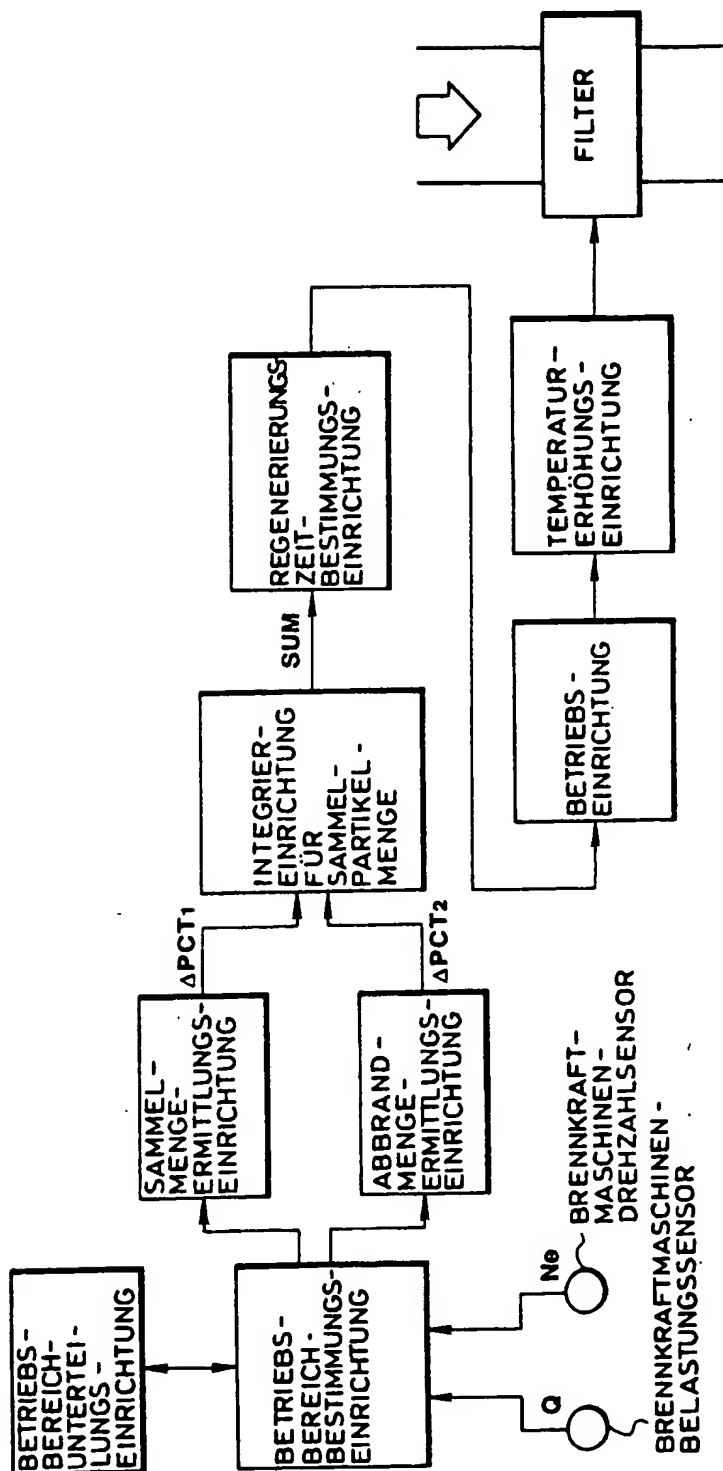 BETRIEBS-
BEREICH-
UNTERTEI-
LUNGS-
EINRICHTUNG
BETRIEBS-
BEREICH-
BESTIMMUNGS-
EINRICHTUNG
Q
BRENNKRAFTMASCHINEN-
BELASTUNGSSENSOR
Ne
BRENNKRAFT-
MASCHINEN-
DREHZAHLSENSOR
SAMMEL-
MENGE-
ERMITTLUNGS-
EINRICHTUNG
ΔPCT1
ABBRAND-
MENGE-
ERMITTLUNGS-
EINRICHTUNG
ΔPCT2
INTEGRIER-
EINRICHTUNG
FÜR
SAMMEL-
PARTIKEL-
MENGE
SUM
REGENERIERUNGS
ZEIT-
BESTIMMUNGS-
EINRICHTUNG
BETRIEBS-
EINRICHTUNG
TEMPERATUR-
ERHÖHUNGS-
EINRICHTUNG
FILTER